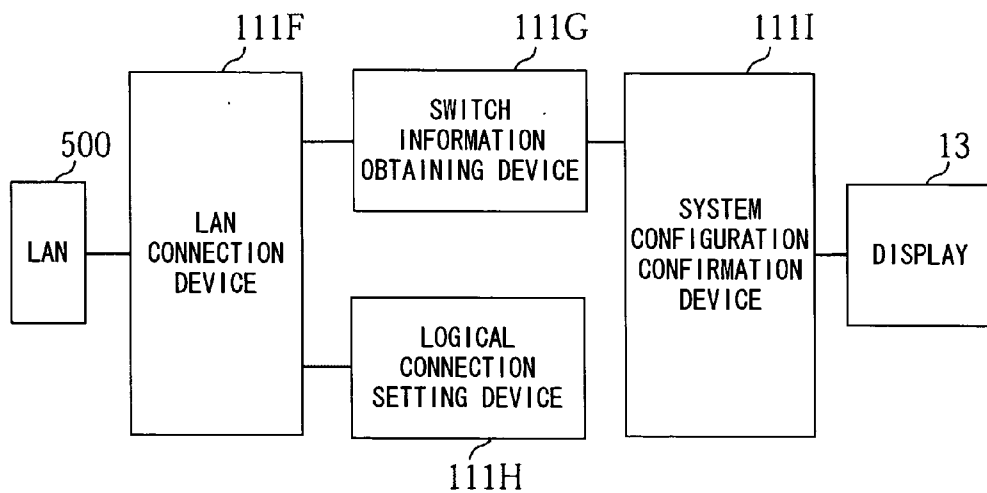 111F
111G
111I
500
13
LAN
LAN
CONNECTION
DEVICE
SWITCH
INFORMATION
OBTAINING DEVICE
LOGICAL
CONNECTION
SETTING DEVICE
111H
SYSTEM
CONFIGURATION
CONFIRMATION
DEVICE
DISPLAY